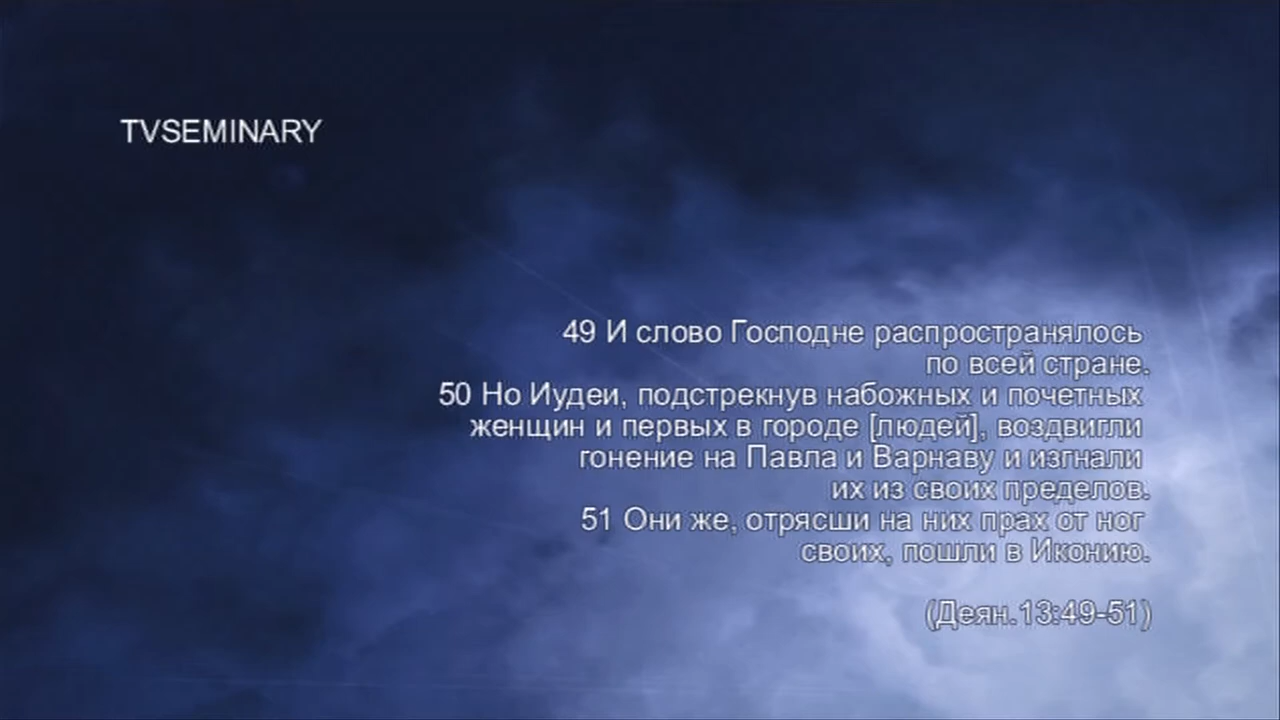 TVSEMINARY
49 И слово Господне распространялось
по всей стране.
50 Но Иудеи, подстрекнув набожных и почетных
женщин и первых в городе [людей], воздвигли
гонение на Павла и Варнаву и изгнали
их из своих пределов.
51 Они же, отрясши на них прах от ног
своих, пошли в Иконию.
(Деян.13:49-51)